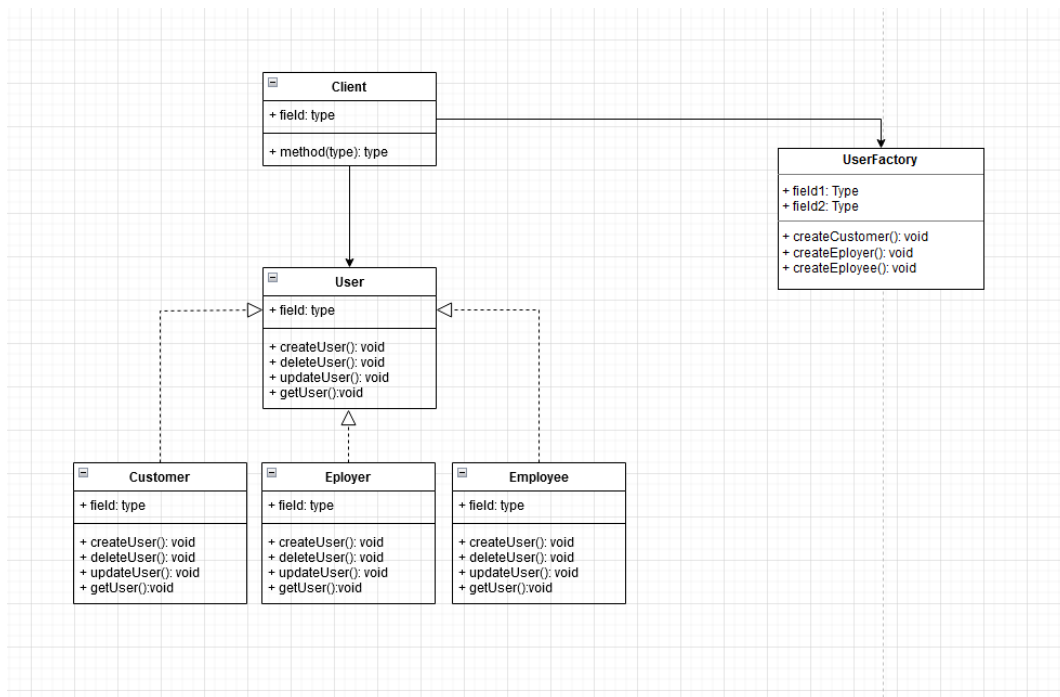 Client
+ field: type
+ method(type): type
UserFactory
+ field1: Type
+ field2: Type
+ createCustomer(): void
+ createEployer(): void
+ createEployee(): void
User
+ field: type
+ createUser(): void
+ deleteUser(): void
+ updateUser(): void
+ getUser():void
Customer
+ field: type
+ createUser(): void
+ deleteUser(): void
+ updateUser(): void
+ getUser():void
Eployer
+ field: type
+ createUser(): void
+ deleteUser(): void
+ updateUser(): void
+ getUser():void
Employee
+ field: type
+ createUser(): void
+ deleteUser(): void
+ updateUser(): void
+ getUser():void